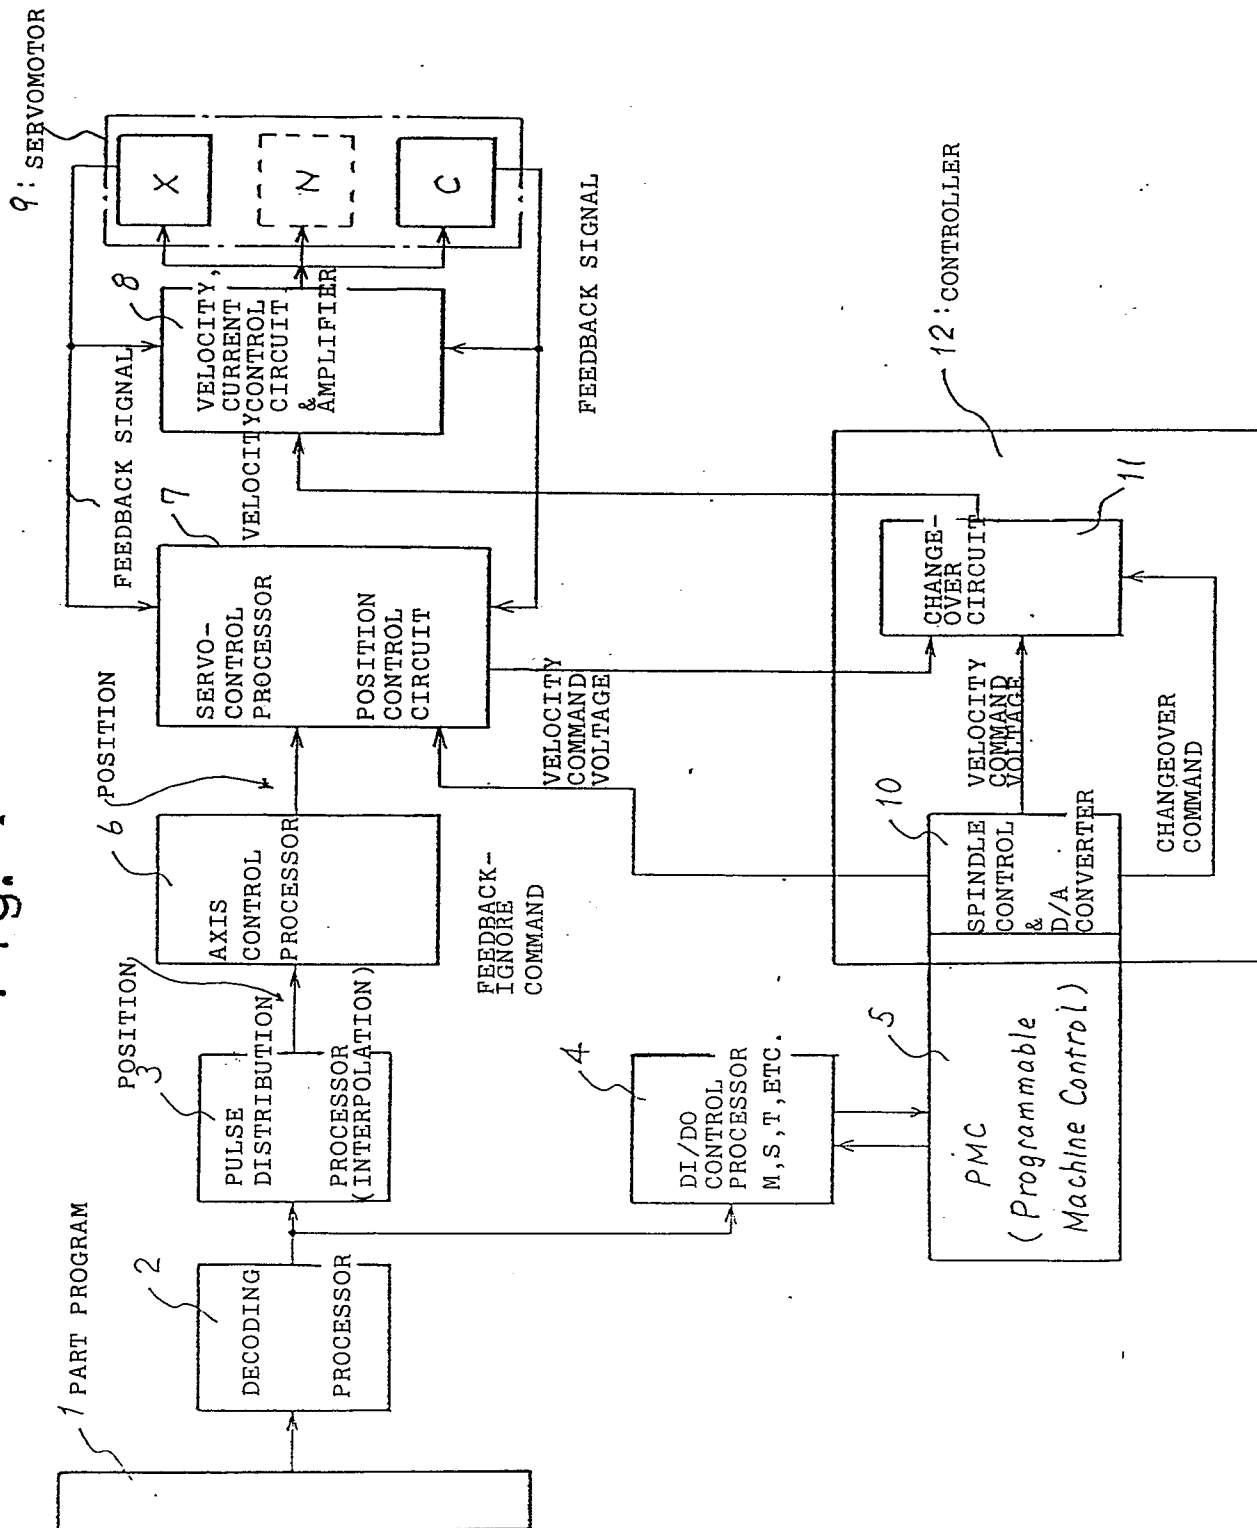 Fig. 1
1 PART PROGRAM
2
DECODING
PROCESSOR
POSITION
3
PULSE
DISTRIBUTION
PROCESSOR
(INTERPOLATION)
4
DI/DO
CONTROL
PROCESSOR
M,S,T,ETC.
5
PMC
(Programmable
Machine Control)
POSITION
6
AXIS
CONTROL
PROCESSOR
FEEDBACK-
IGNORE
COMMAND
FEEDBACK SIGNAL
7
SERVO-
CONTROL
PROCESSOR
POSITION
CONTROL
CIRCUIT
VELOCITY
VELOCITY
COMMAND
VOLTAGE
8
VELOCITY,
CURRENT
CONTROL
CIRCUIT
&
AMPLIFIER
9: SERVOMOTOR
X
N
C
FEEDBACK SIGNAL
10
SPINDLE
CONTROL
&
D/A
CONVERTER
VELOCITY
COMMAND
VOLTAGE
CHANGEOVER
COMMAND
CHANGE-
OVER
CIRCUIT
11
12: CONTROLLER